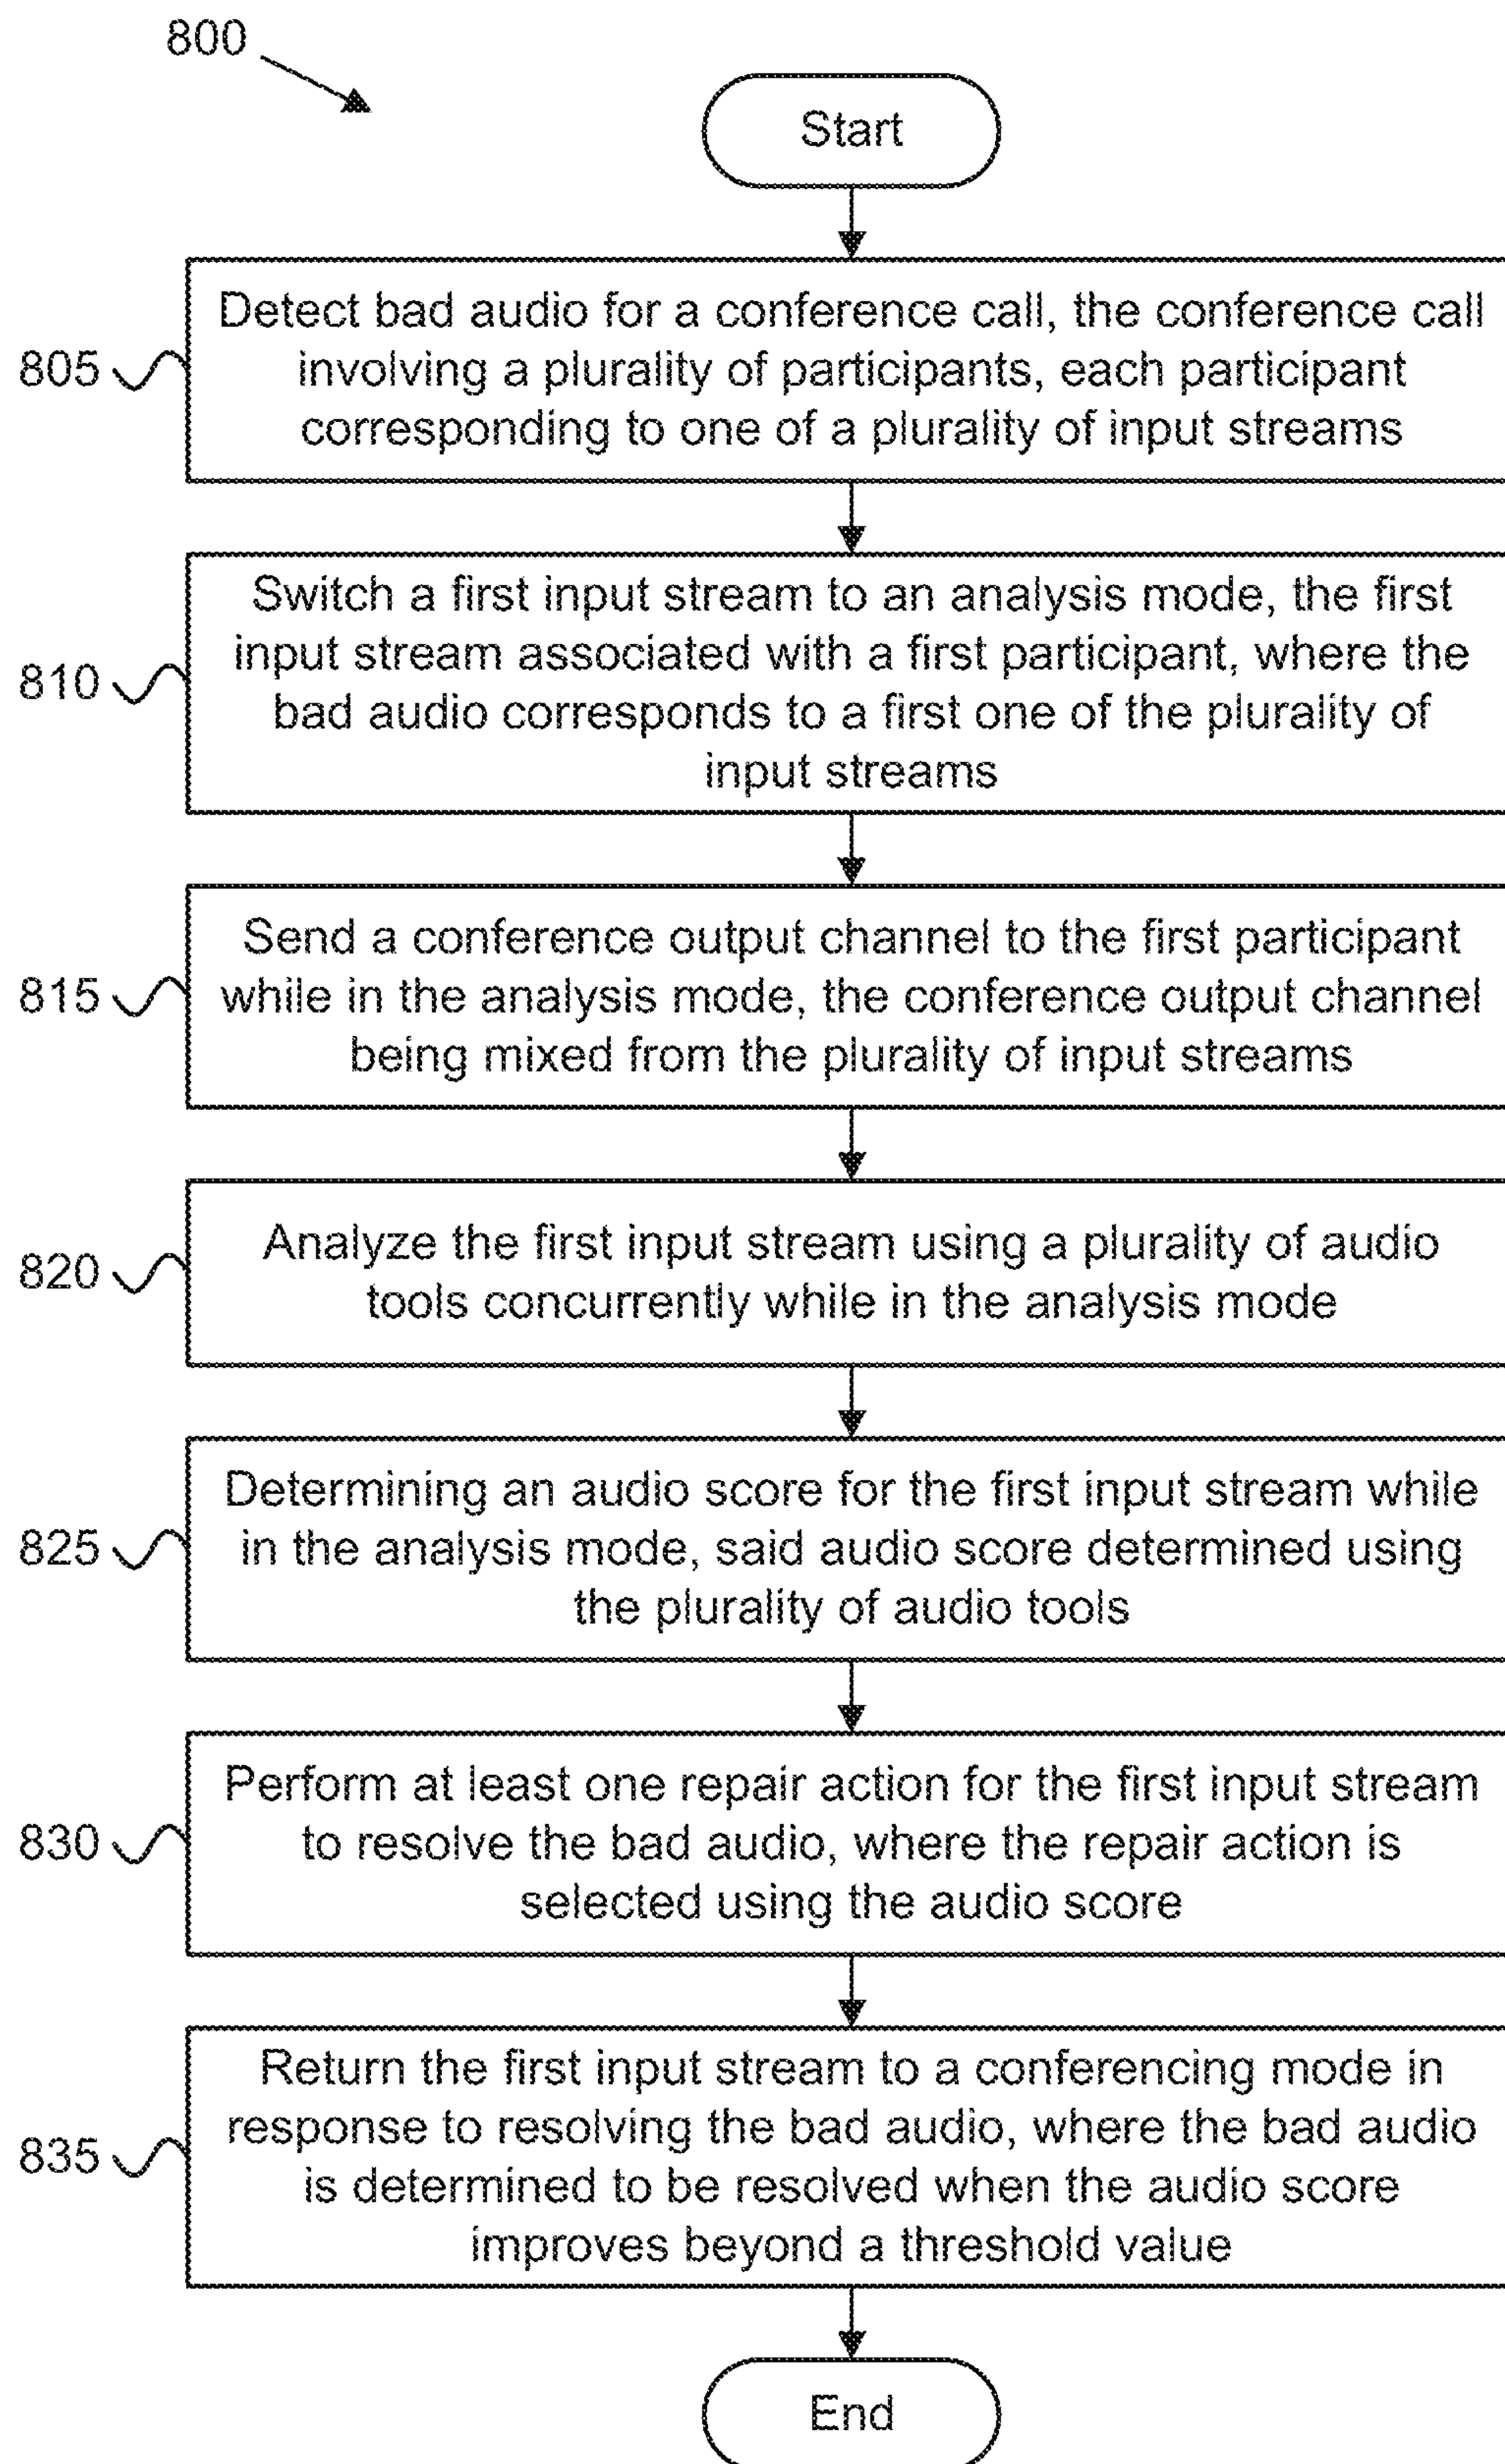 800
Start
805
Detect bad audio for a conference call, the conference call
involving a plurality of participants, each participant
corresponding to one of a plurality of input streams
810
Switch a first input stream to an analysis mode, the first
input stream associated with a first participant, where the
bad audio corresponds to a first one of the plurality of
input streams
815
Send a conference output channel to the first participant
while in the analysis mode, the conference output channel
being mixed from the plurality of input streams
820
Analyze the first input stream using a plurality of audio
tools concurrently while in the analysis mode
825
Determining an audio score for the first input stream while
in the analysis mode, said audio score determined using
the plurality of audio tools
830
Perform at least one repair action for the first input stream
to resolve the bad audio, where the repair action is
selected using the audio score
835
Return the first input stream to a conferencing mode in
response to resolving the bad audio, where the bad audio
is determined to be resolved when the audio score
improves beyond a threshold value
End